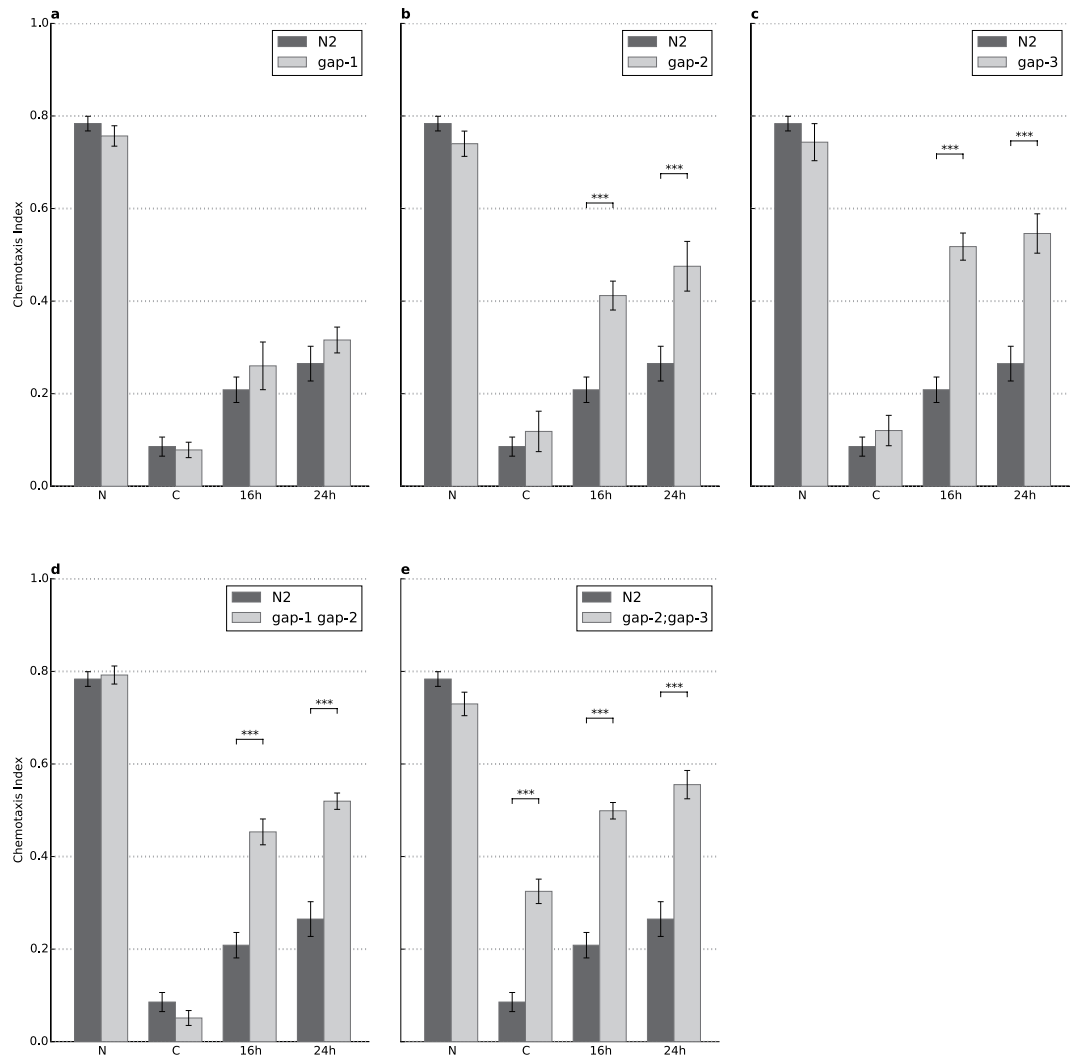 a
1.0
0.8
0.6
0.4
0.2
0.0
Chemotaxis Index
N2
gap-1
N
C
16h
24h
b
N2
gap-2
***
***
N
C
16h
24h
c
N2
gap-3
***
***
N
C
16h
24h
d
1.0
0.8
0.6
0.4
0.2
0.0
Chemotaxis Index
N2
gap-1 gap-2
***
***
N
C
16h
24h
e
N2
gap-2;gap-3
***
***
***
N
C
16h
24h